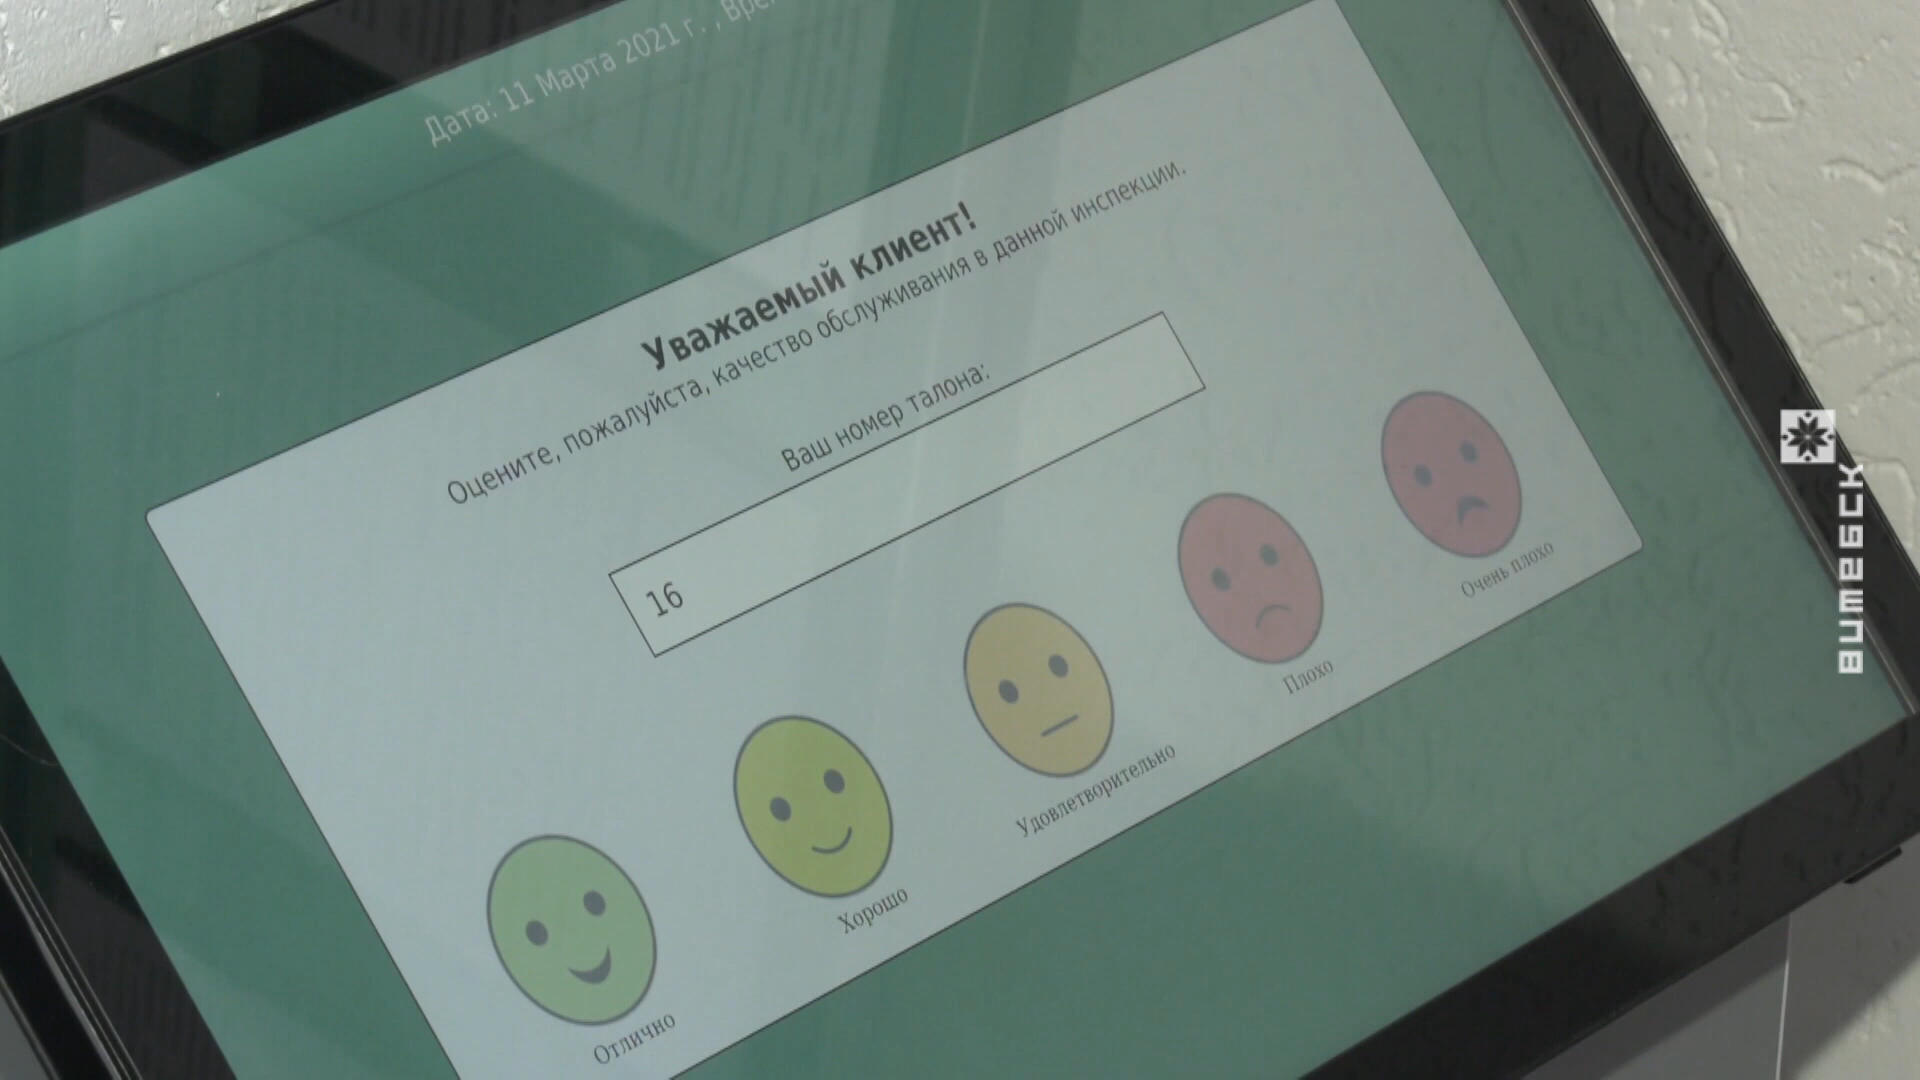 Дата: 11 Марта 2021 г. ,
Уважаемый клиент!
Оцените, пожалуйста, качество обслуживания в данной инспекции.
Ваш номер талона:
16
Отлично
Хорошо
Удовлетворительно
Плохо
Очень плохо
витебск